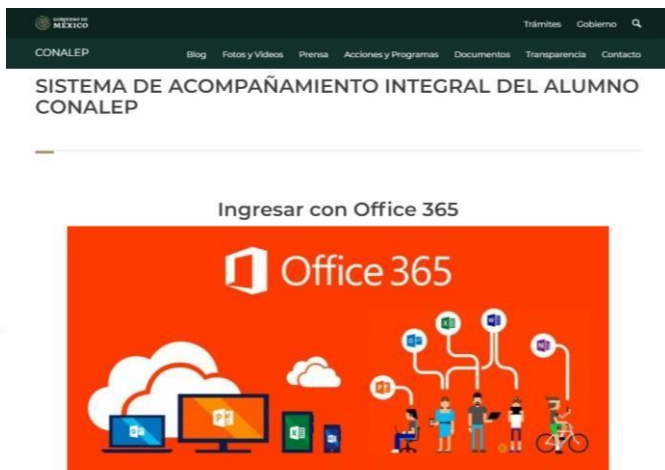 GOBIERNO DE
MÉXICO
Trámites Gobierno
CONALEP
Blog Fotos y Videos Prensa Acciones y Programas Documentos Transparencia Contacto
SISTEMA DE ACOMPAÑAMIENTO INTEGRAL DEL ALUMNO
CONALEP
Ingresar con Office 365
Office 365